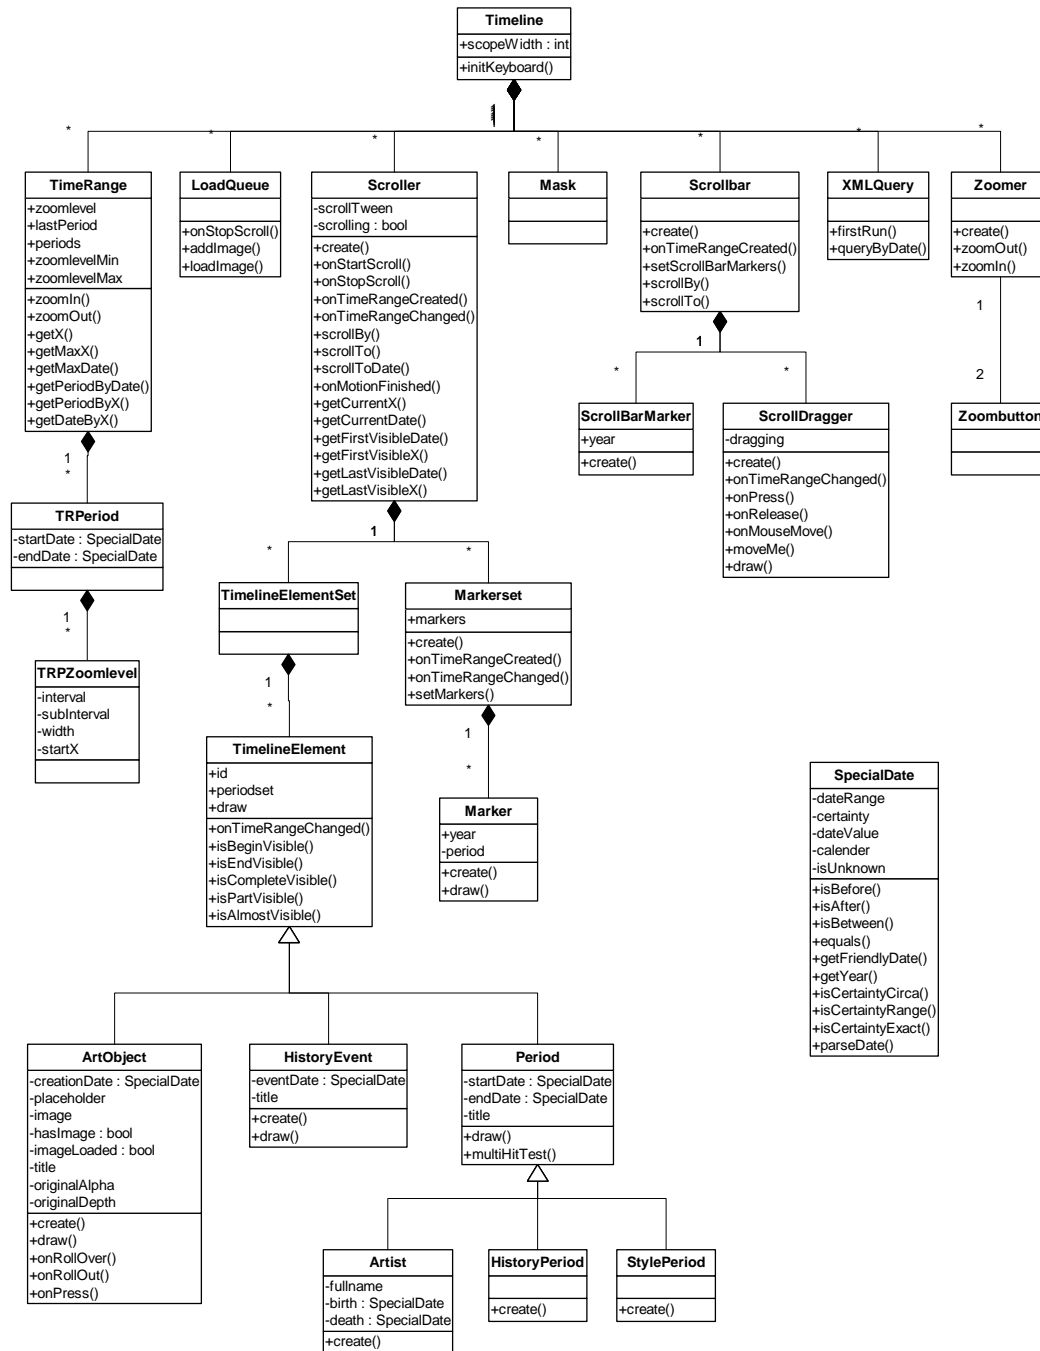 Timeline
+scopeWidth : int
+initKeyboard()
* * * * * * *
TimeRange
+zoomlevel
+lastPeriod
+periods
+zoomlevelMin
+zoomlevelMax
+zoomIn()
+zoomOut()
+getX()
+getMaxX()
+getMaxDate()
+getPeriodByDate()
+getPeriodByX()
+getDateByX()
LoadQueue
+onStopScroll()
+addImage()
+loadImage()
Scroller
-scrollTween
-scrolling : bool
+create()
+onStartScroll()
+onStopScroll()
+onTimeRangeCreated()
+onTimeRangeChanged()
+scrollBy()
+scrollTo()
+scrollToDate()
+onMotionFinished()
+getCurrentX()
+getCurrentDate()
+getFirstVisibleDate()
+getFirstVisibleX()
+getLastVisibleDate()
+getLastVisibleX()
Mask
Scrollbar
+create()
+onTimeRangeCreated()
+setScrollBarMarkers()
+scrollBy()
+scrollTo()
XMLQuery
+firstRun()
+queryByDate()
Zoomer
+create()
+zoomOut()
+zoomIn()
1
2
1
* *
ScrollBarMarker
+year
+create()
ScrollDragger
-dragging
+create()
+onTimeRangeChanged()
+onPress()
+onRelease()
+onMouseMove()
+moveMe()
+draw()
Zoombutton
1
*
TRPeriod
-startDate : SpecialDate
-endDate : SpecialDate
1
*
TRPZoomlevel
-interval
-subInterval
-width
-startX
1
* *
TimelineElementSet
Markerset
+markers
+create()
+onTimeRangeCreated()
+onTimeRangeChanged()
+setMarkers()
1
*
TimelineElement
+id
+periodset
+draw
+onTimeRangeChanged()
+isBeginVisible()
+isEndVisible()
+isCompleteVisible()
+isPartVisible()
+isAlmostVisible()
1
*
Marker
+year
-period
+create()
+draw()
SpecialDate
-dateRange
-certainty
-dateValue
-calender
-isUnknown
+isBefore()
+isAfter()
+isBetween()
+equals()
+getFriendlyDate()
+getYear()
+isCertaintyCirca()
+isCertaintyRange()
+isCertaintyExact()
+parseDate()
ArtObject
-creationDate : SpecialDate
-placeholder
-image
-hasImage : bool
-imageLoaded : bool
-title
-originalAlpha
-originalDepth
+create()
+draw()
+onRollOver()
+onRollOut()
+onPress()
HistoryEvent
-eventDate : SpecialDate
-title
+create()
+draw()
Period
-startDate : SpecialDate
-endDate : SpecialDate
-title
+draw()
+multiHitTest()
Artist
-fullname
-birth : SpecialDate
-death : SpecialDate
+create()
HistoryPeriod
+create()
StylePeriod
+create()